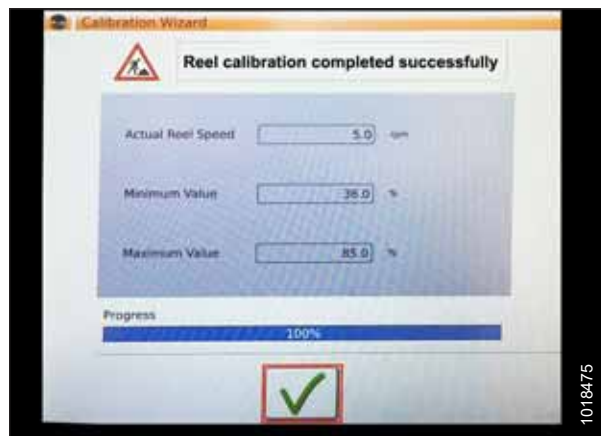 Calibration Wizard
Reel calibration completed successfully
Actual Reel Speed 5.0 rpm
Minimum Value 36.0 %
Maximum Value 85.0 %
Progress
100%
1018475